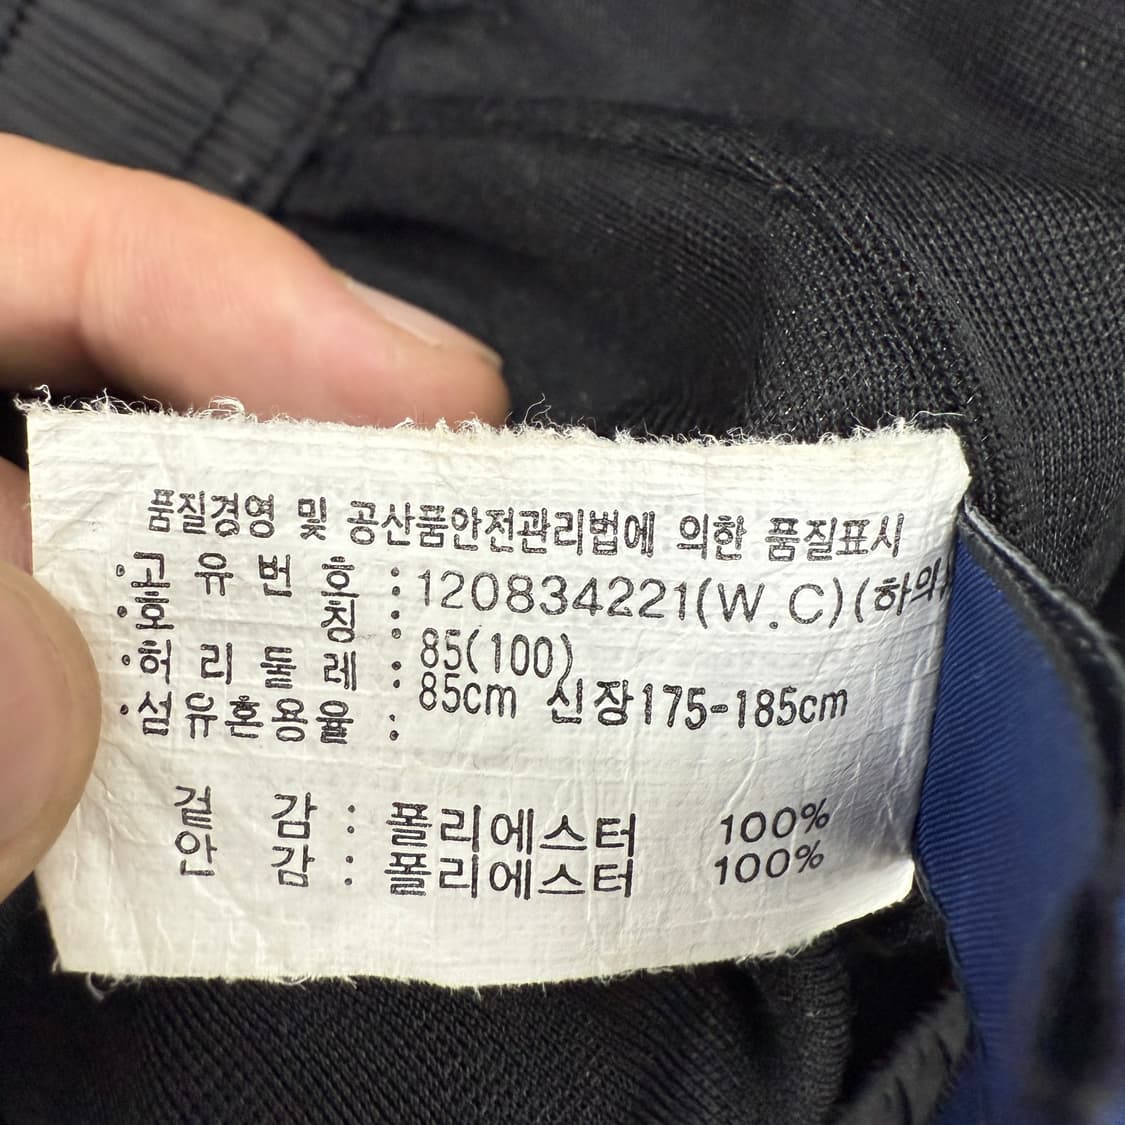 품질경영 및 공산품안전관리법에 의한 품질표시
·고 유 번 호 : 120834221(W.C)(하의
·호 칭 : 85(100)
·허 리 둘 레 : 85cm 신장175-185cm
·섬유혼용율 :
겉 감 : 폴리에스터 100%
안 감 : 폴리에스터 100%